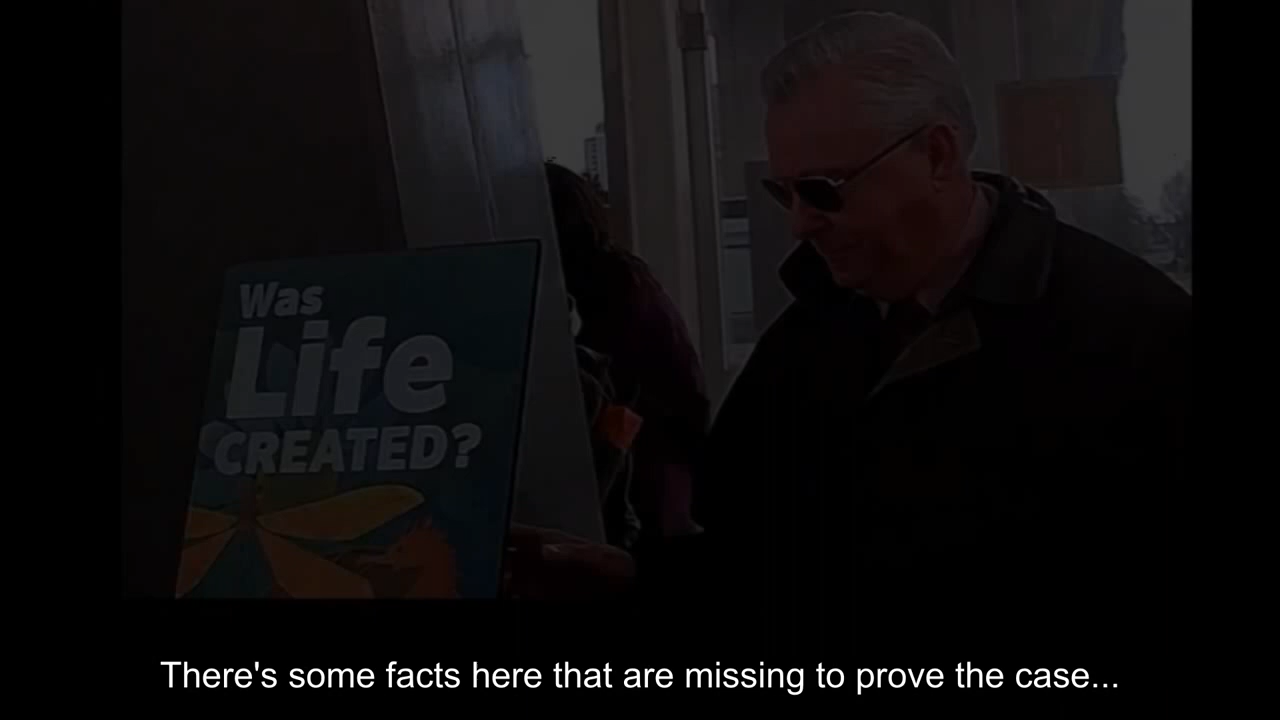 Was
Life
CREATED?
There's some facts here that are missing to prove the case...